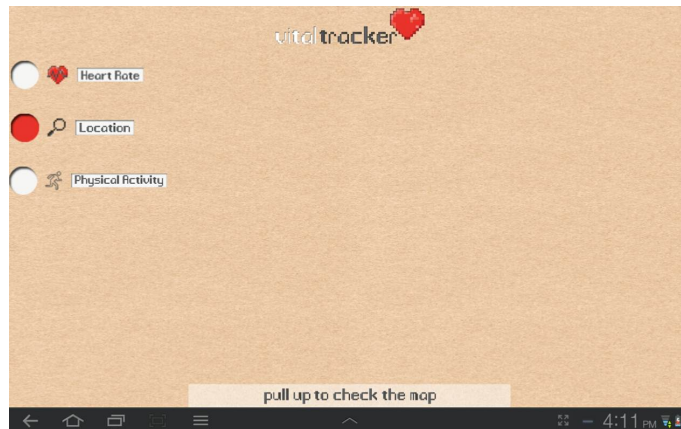 vitaltracker
Heart Rate
Location
Physical Activity
pull up to check the map
4:11 PM